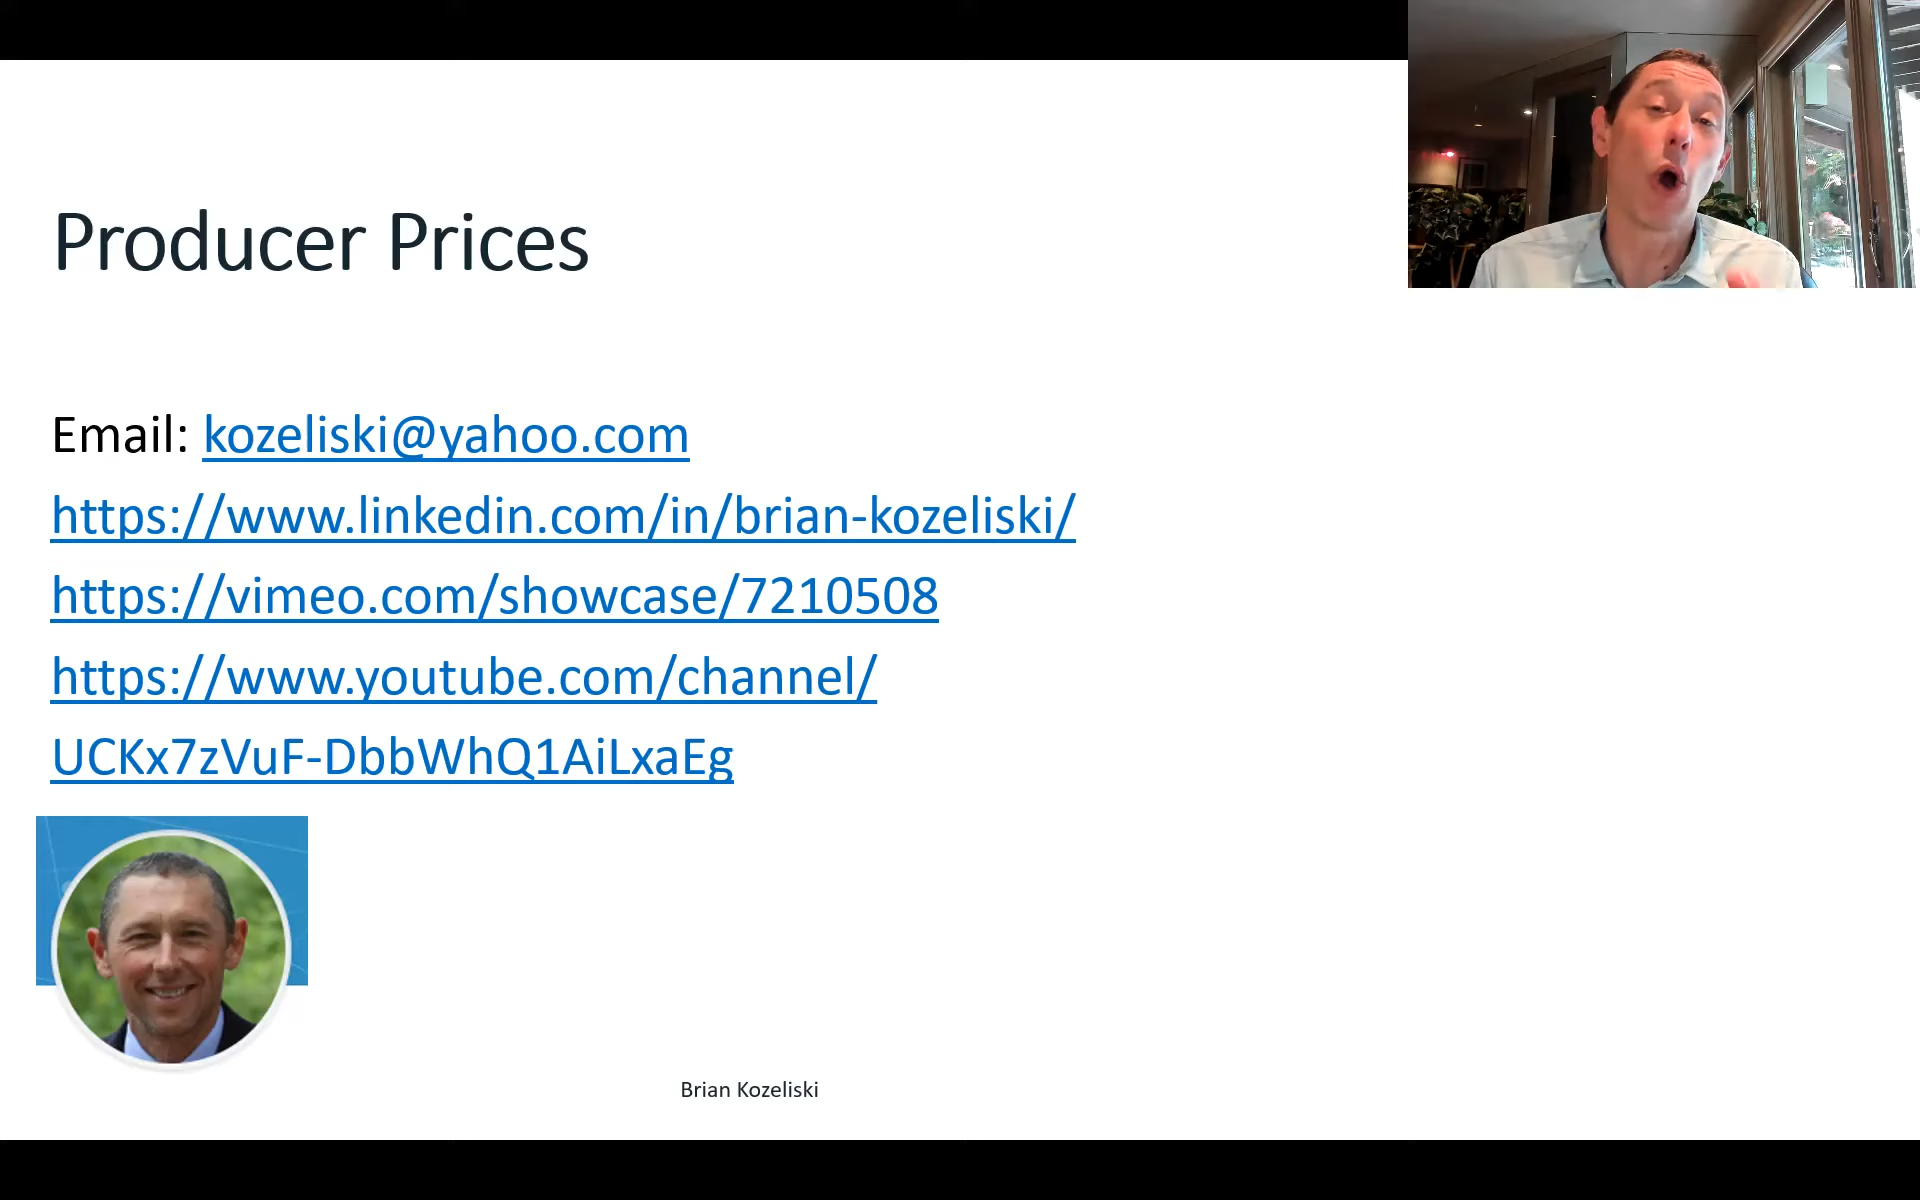 Producer Prices
Email: kozeliski@yahoo.com
https://www.linkedin.com/in/brian-kozeliski/
https://vimeo.com/showcase/7210508
https://www.youtube.com/channel/
UCKx7zVuF-DbbWhQ1AiLxaEg
Brian Kozeliski